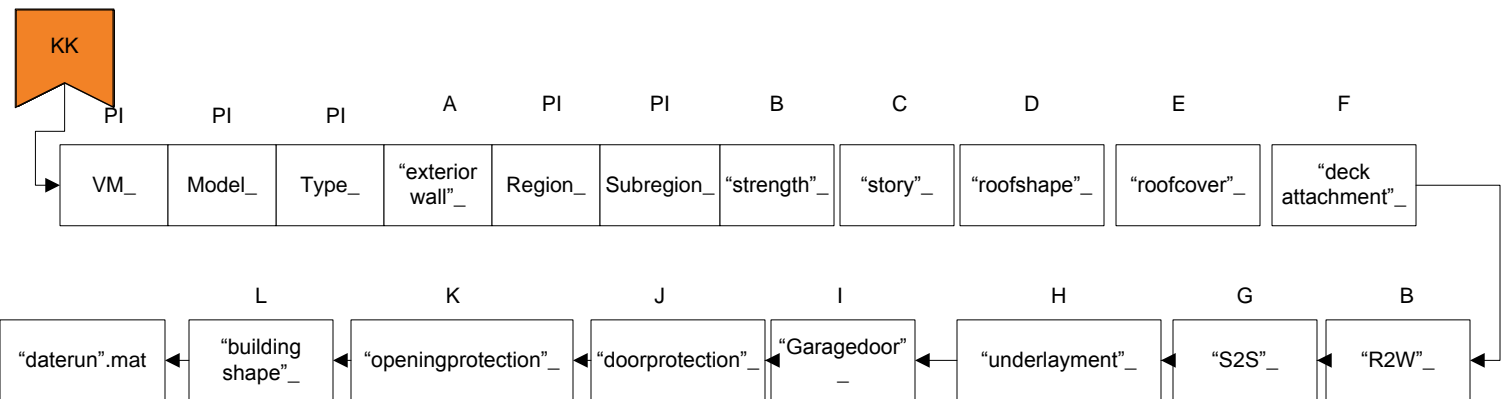 KK
PI PI PI A PI PI B C D E F
VM_ Model_ Type_ “exterior wall”_ Region_ Subregion_ “strength”_ “story”_ “roofshape”_ “roofcover”_ “deck attachment”_
L K J I H G B
“daterun”.mat “building shape”_ “openingprotection”_ “doorprotection”_ “Garagedoor”_ “underlayment”_ “S2S”_ “R2W”_